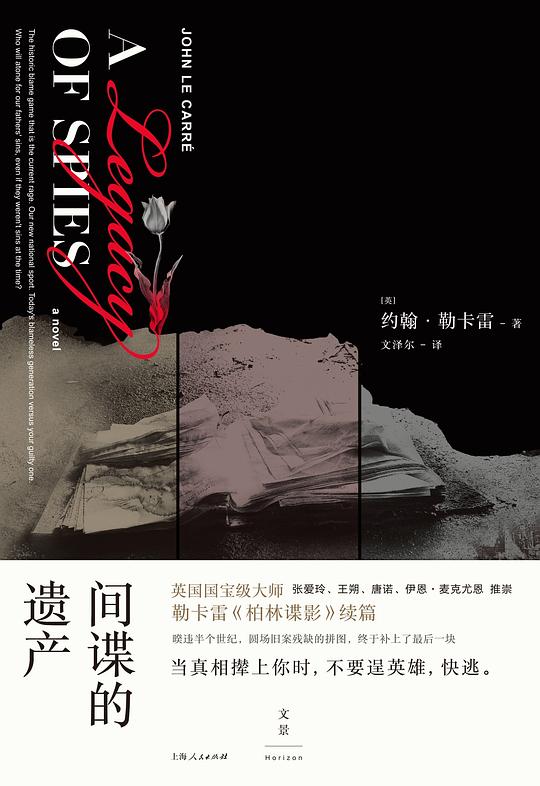 JOHN LE CARRÉ
A Legacy
OF SPIES
a novel
The historic blame game that is the current rage. Our new national sport. Today's blameless generation versus your guilty one.
Who will atone for our fathers' sins, even if they weren't sins at the time?
[英]
约翰·勒卡雷 – 著
文泽尔 – 译
间谍的
遗产
英国国宝级大师 张爱玲、王朔、唐诺、伊恩·麦克尤恩 推崇
勒卡雷《柏林谍影》续篇
暌违半个世纪，圆场旧案残缺的拼图，终于补上了最后一块
当真相撵上你时，不要逞英雄，快逃。
文
景
Horizon
上海人民出版社